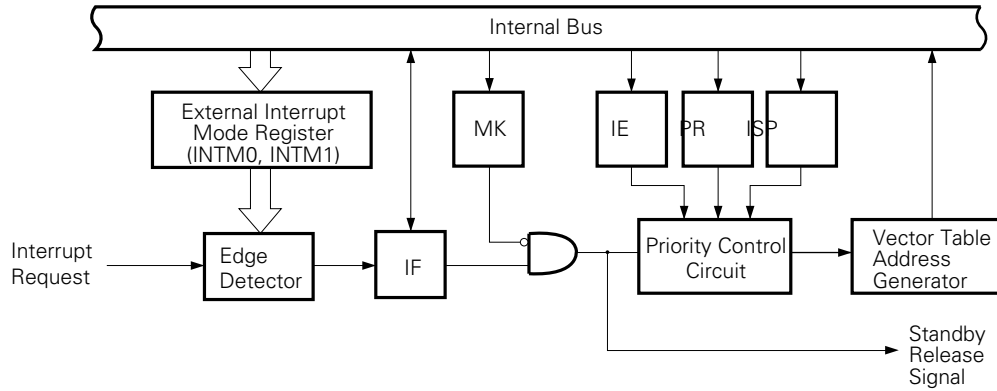 Internal Bus
External Interrupt
Mode Register
(INTM0, INTM1)
MK
IE
PR
ISP
Interrupt
Request
Edge
Detector
IF
Priority Control
Circuit
Vector Table
Address
Generator
Standby
Release
Signal